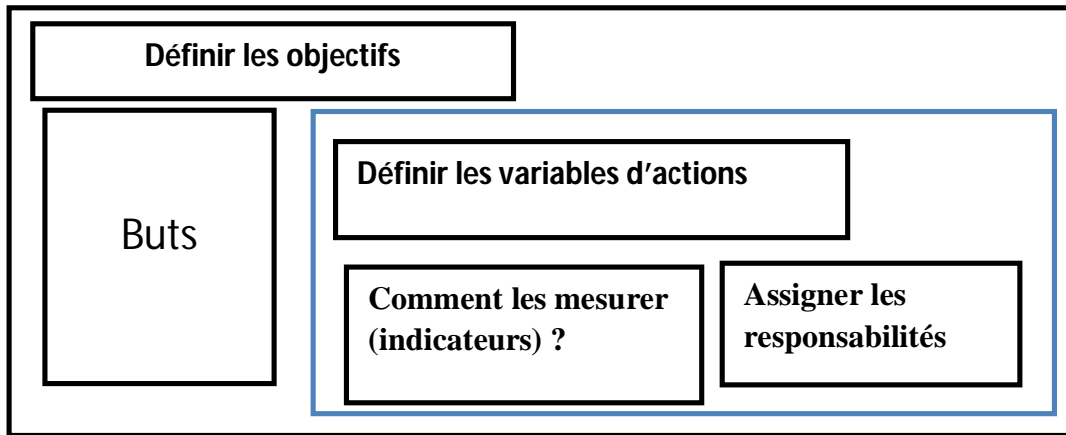 Définir les objectifs
Buts
Définir les variables d'actions
Comment les mesurer
(indicateurs) ?
Assigner les
responsabilités